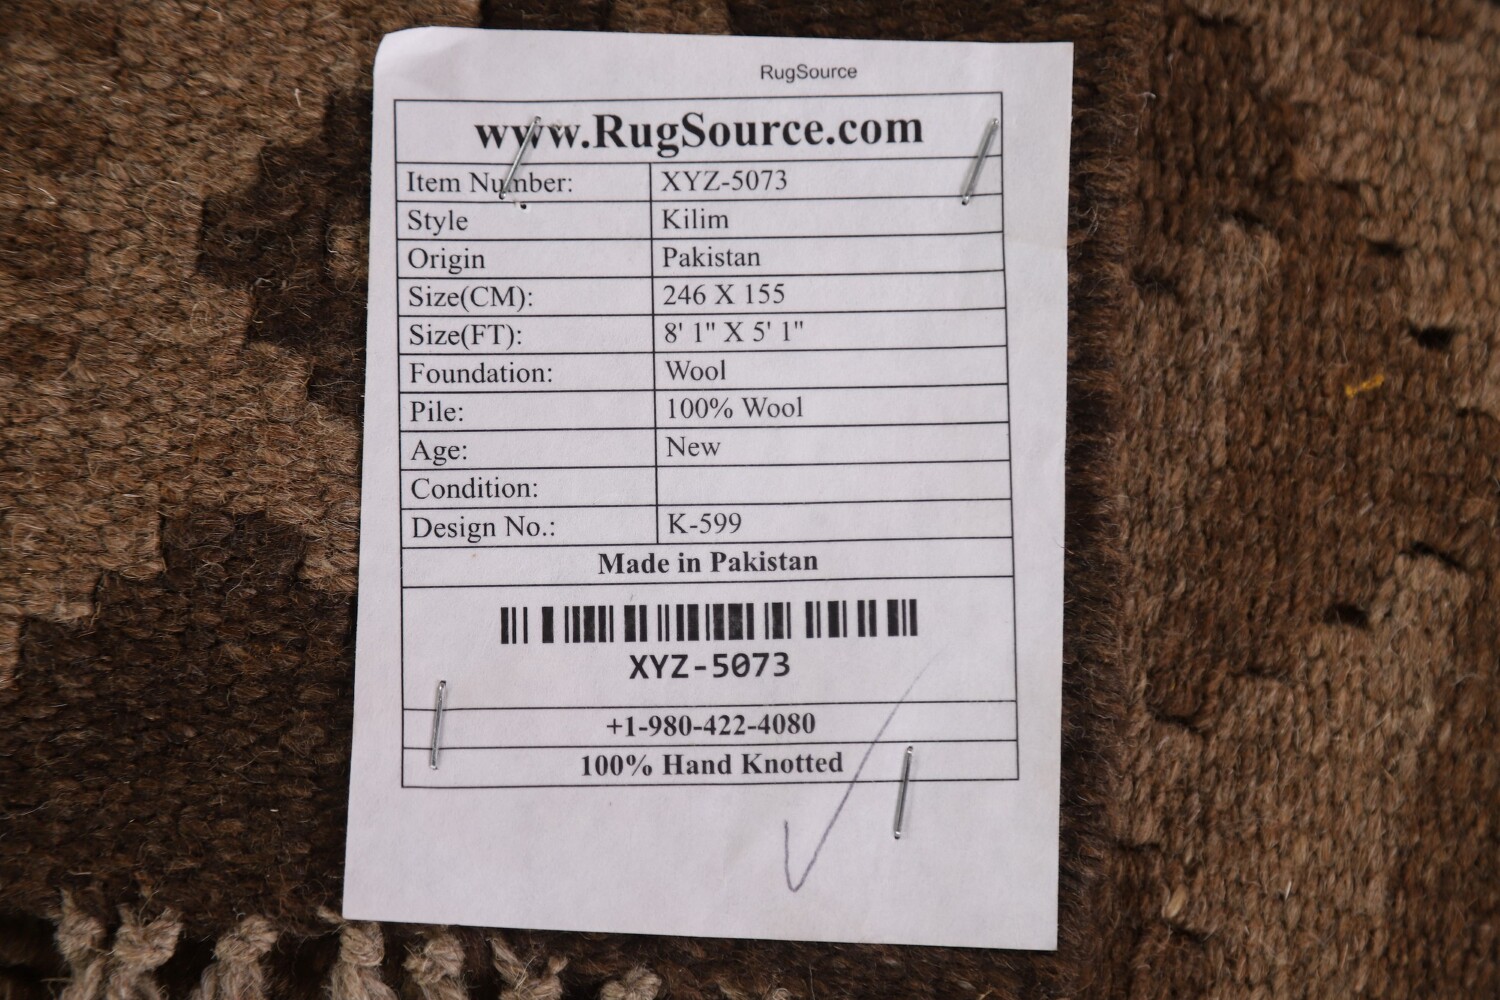 RugSource
www.RugSource.com
Item Number: XYZ-5073
Style Kilim
Origin Pakistan
Size(CM): 246 X 155
Size(FT): 8' 1" X 5' 1"
Foundation: Wool
Pile: 100% Wool
Age: New
Condition:
Design No.: K-599
Made in Pakistan
XYZ-5073
+1-980-422-4080
100% Hand Knotted